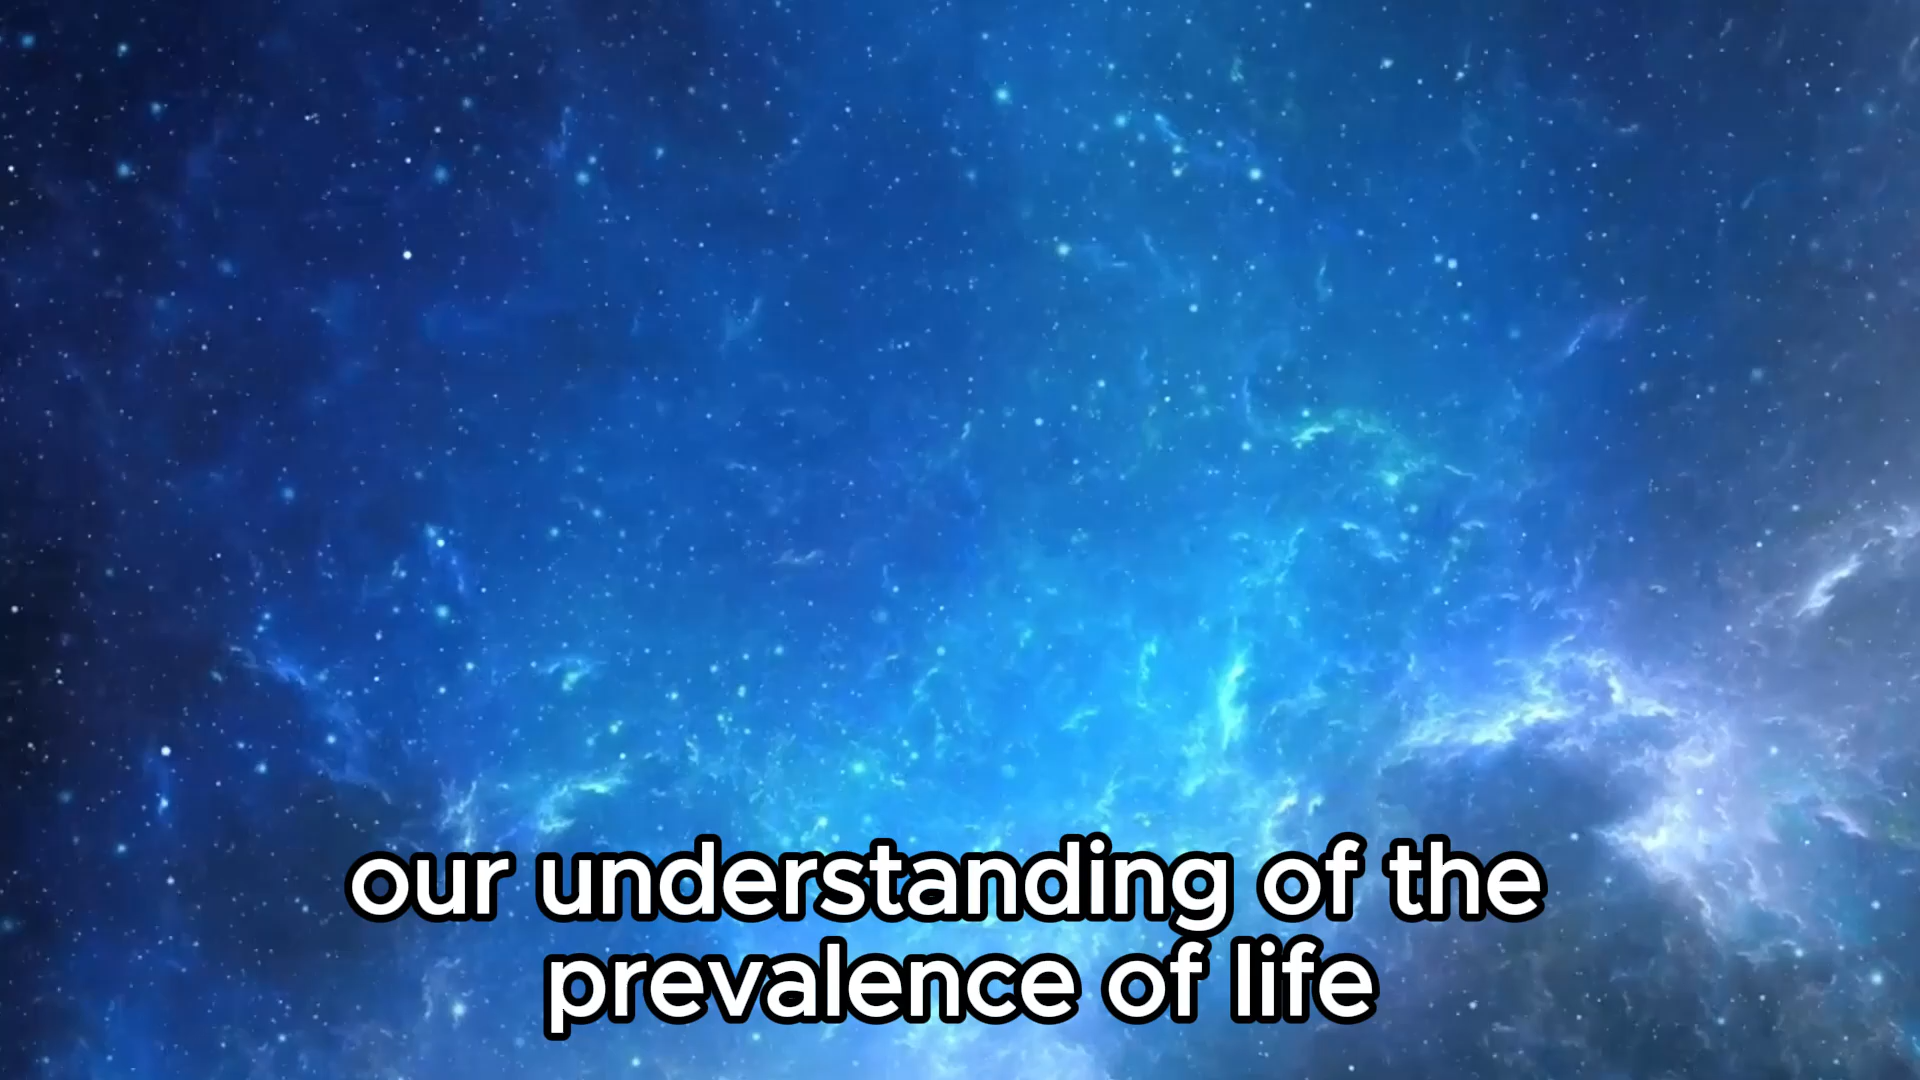 our understanding of the
prevalence of life